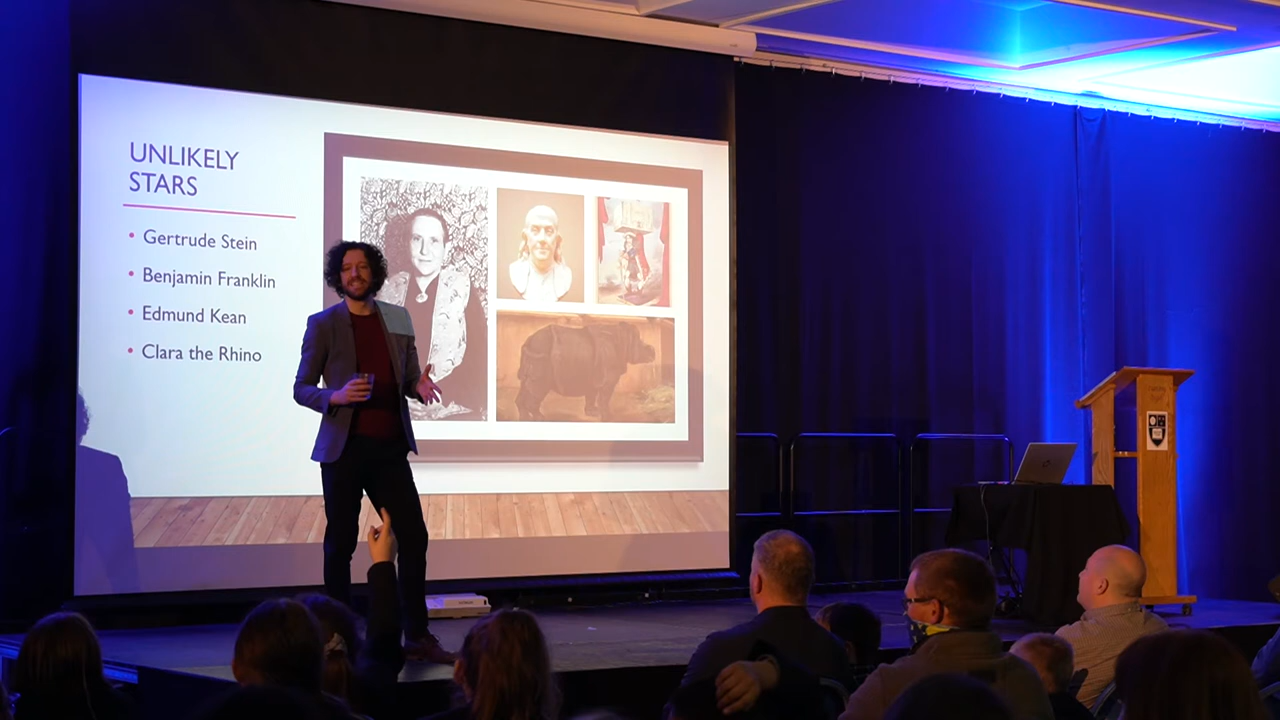 UNLIKELY
STARS
• Gertrude Stein
• Benjamin Franklin
• Edmund Kean
• Clara the Rhino